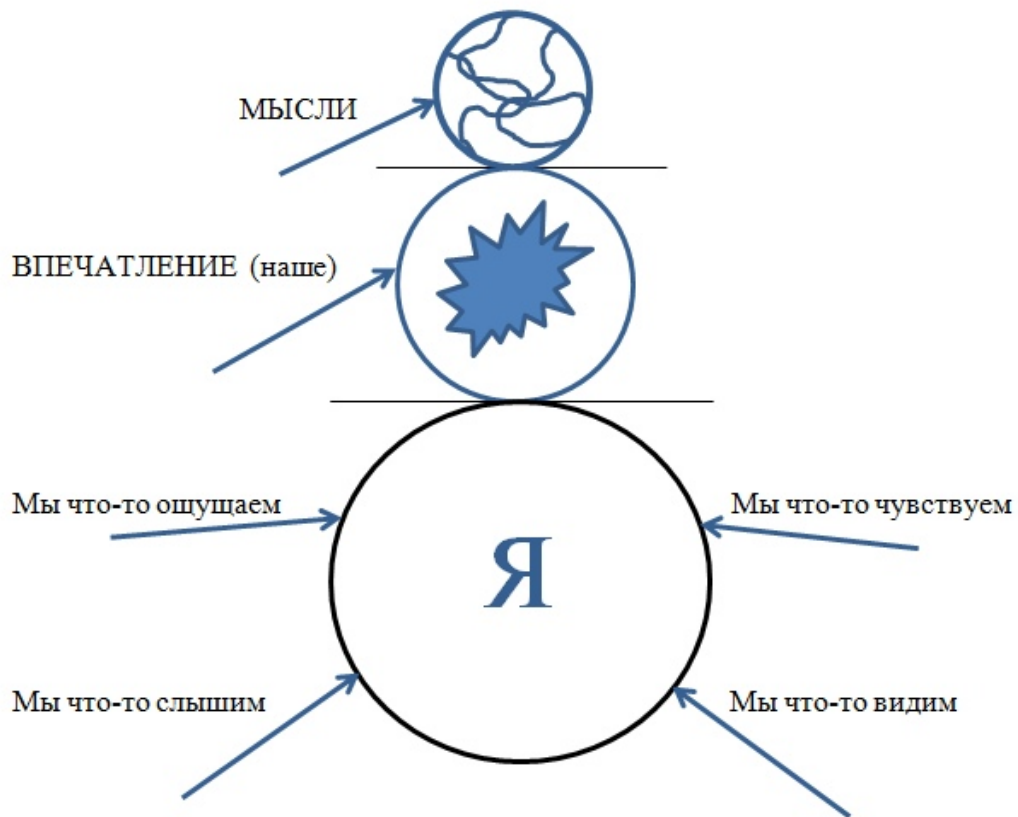 МЫСЛИ
ВПЕЧАТЛЕНИЕ (наше)
Мы что-то ощущаем
Мы что-то чувствуем
Я
Мы что-то слышим
Мы что-то видим